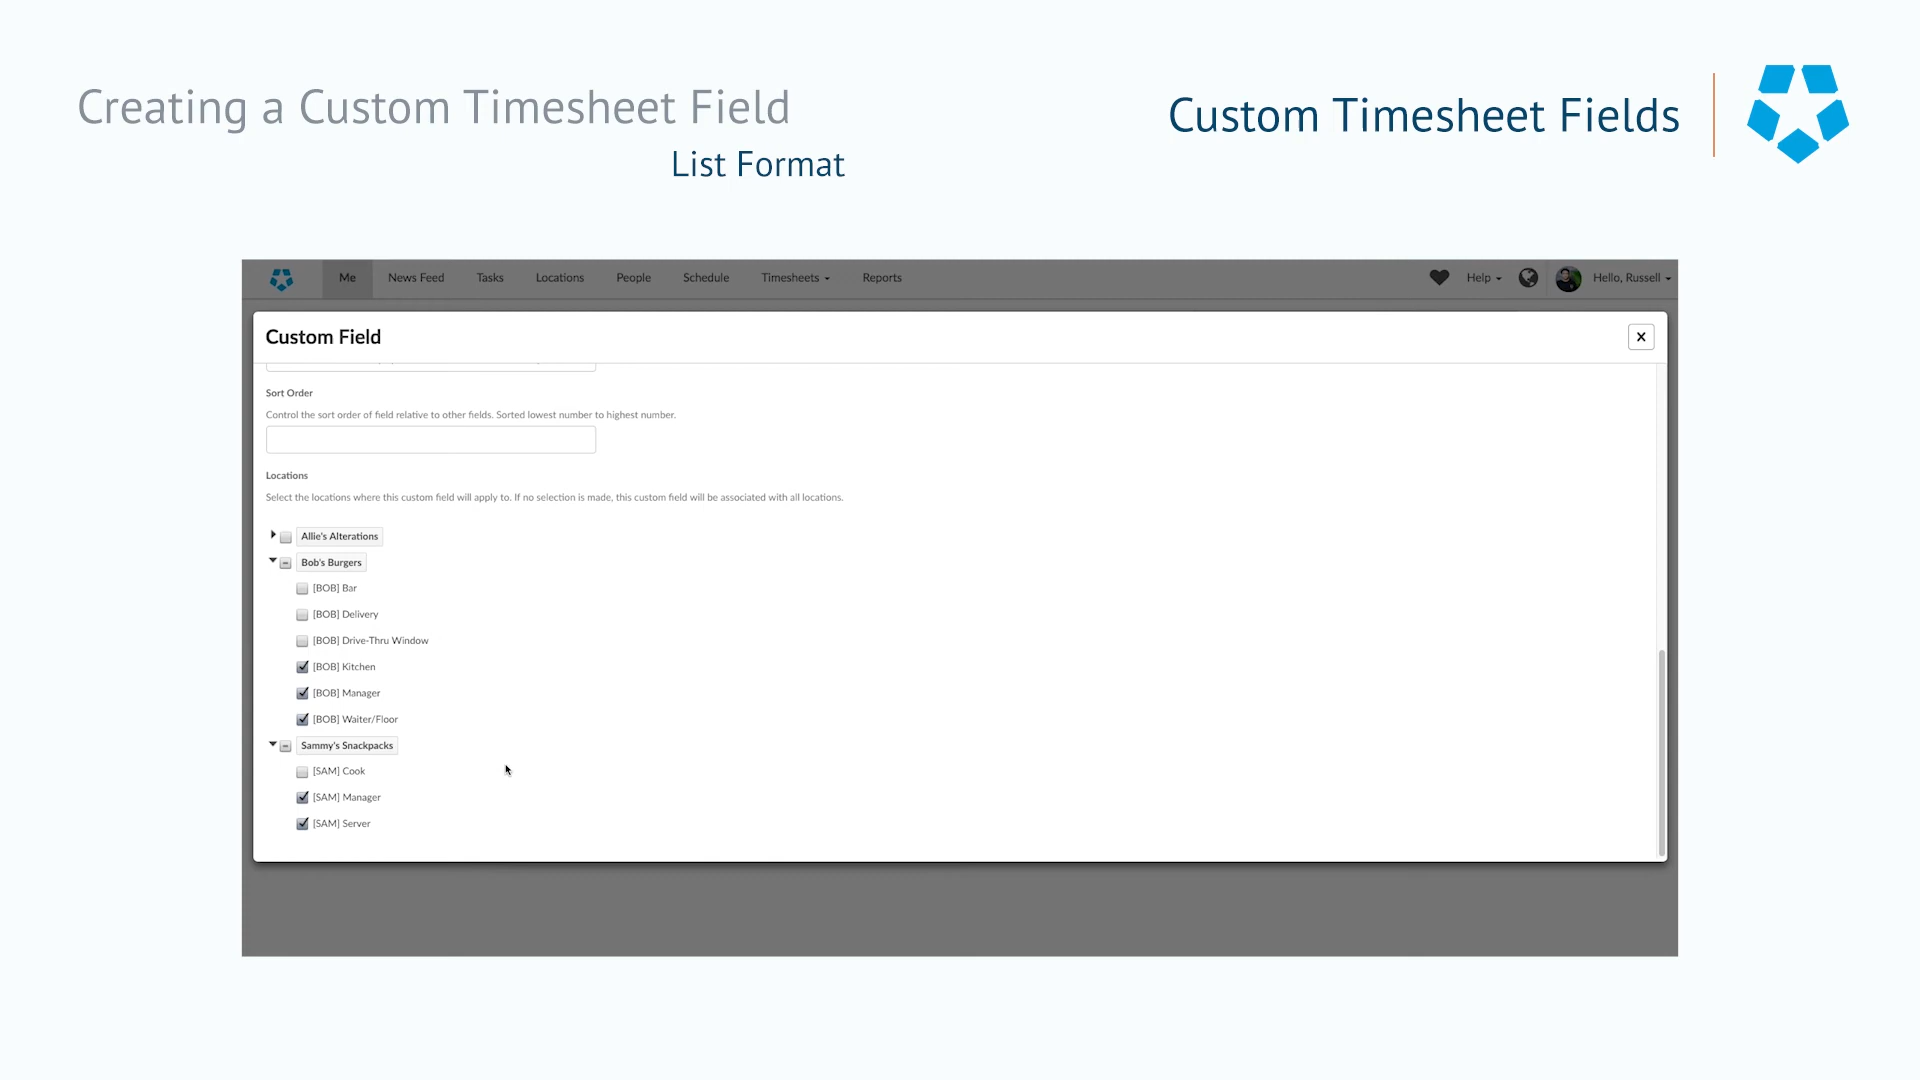 Creating a Custom Timesheet Field
List Format
Custom Timesheet Fields
Me News Feed Tasks Locations People Schedule Timesheets Reports Help Hello, Russell
Custom Field
X
Sort Order
Control the sort order of field relative to other fields. Sorted lowest number to highest number.
Locations
Select the locations where this custom field will apply to. If no selection is made, this custom field will be associated with all locations.
Allie's Alterations
Bob's Burgers
[BOB] Bar
[BOB] Delivery
[BOB] Drive-Thru Window
[BOB] Kitchen
[BOB] Manager
[BOB] Waiter/Floor
Sammy's Snackpacks
[SAM] Cook
[SAM] Manager
[SAM] Server